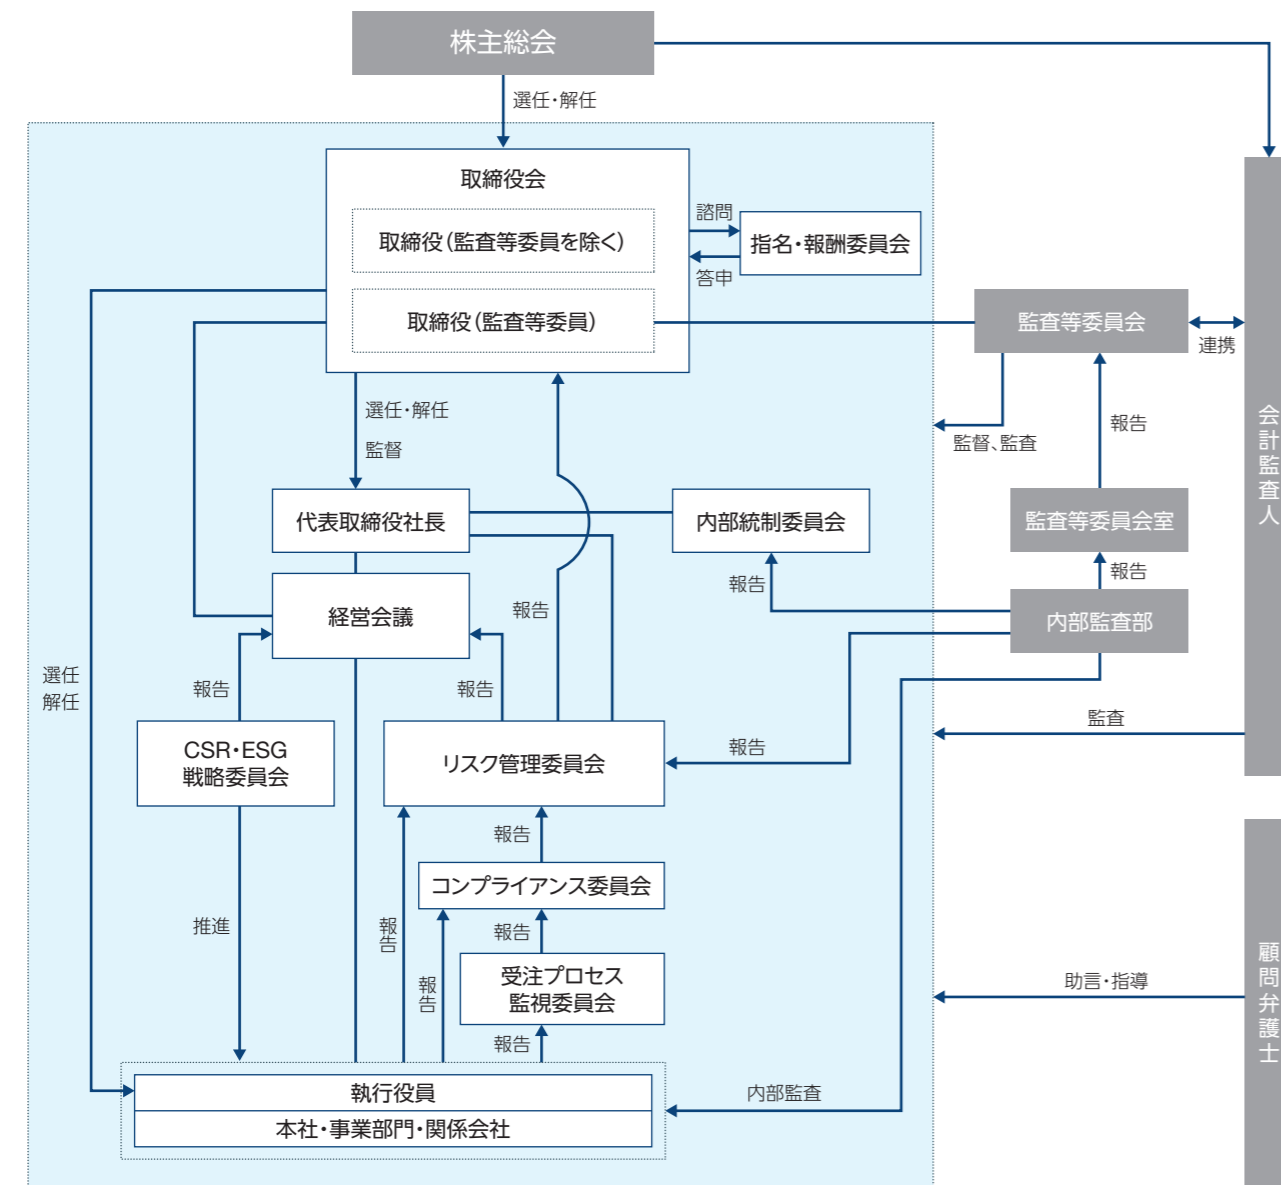 株主総会
選任・解任
取締役会
取締役（監査等委員を除く）
諮問
指名・報酬委員会
答申
取締役（監査等委員）
監査等委員会
連携
会計監査人
選任・解任
監督
監督、監査
報告
代表取締役社長
内部統制委員会
監査等委員会室
報告
報告
経営会議
報告
内部監査部
選任
解任
報告
報告
監査
CSR・ESG
戦略委員会
リスク管理委員会
報告
報告
コンプライアンス委員会
推進
報告
報告
報告
受注プロセス
監視委員会
助言・指導
顧問弁護士
報告
執行役員
内部監査
本社・事業部門・関係会社